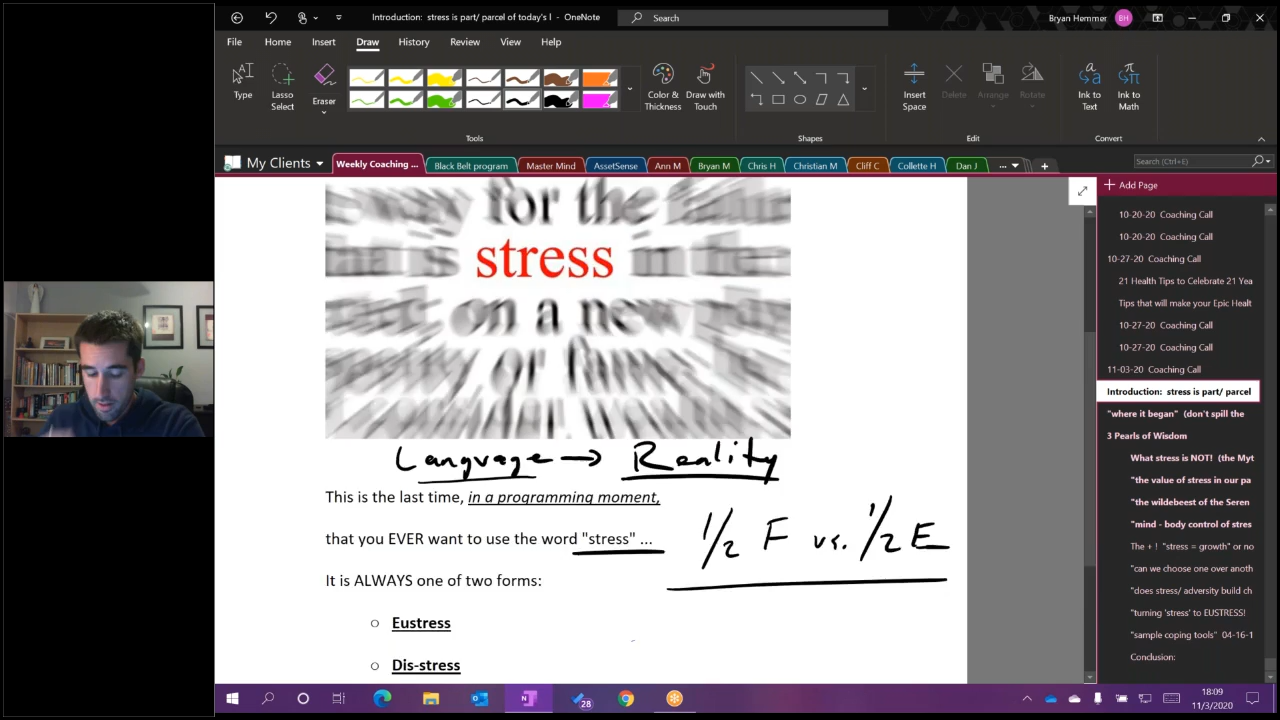 Introduction: stress is part/ parcel of today's l - OneNote
Search
Bryan Hemmer
BH
File Home Insert Draw History Review View Help
Type
Lasso Select
Eraser
Color & Thickness
Draw with Touch
Insert Space
Delete
Arrange
Rotate
Ink to Text
Ink to Math
Tools
Shapes
Edit
Convert
My Clients
Weekly Coaching ... Black Belt program Master Mind AssetSense Ann M Bryan M Chris H Christian M Cliff C Collette H Dan J ...
Search (Ctrl+E)
for the
stress in
on a new
or
Language → Reality
This is the last time, in a programming moment,
that you EVER want to use the word "stress" ...
1/2 F vs. 1/2 E
It is ALWAYS one of two forms:
Eustress
Dis-stress
Add Page
10-20-20 Coaching Call
10-20-20 Coaching Call
10-27-20 Coaching Call
21 Health Tips to Celebrate 21 Yea
Tips that will make your Epic Healt
10-27-20 Coaching Call
10-27-20 Coaching Call
11-03-20 Coaching Call
Introduction: stress is part/ parcel
"where it began" (don't spill the
3 Pearls of Wisdom
What stress is NOT! (the Myt
"the value of stress in our pa
"the wildebeest of the Seren
"mind - body control of stres
The + ! "stress = growth" or no
"can we choose one over anoth
"does stress/ adversity build ch
"turning 'stress' to EUSTRESS!
"sample coping tools" 04-16-1
Conclusion:
28
18:09
11/3/2020